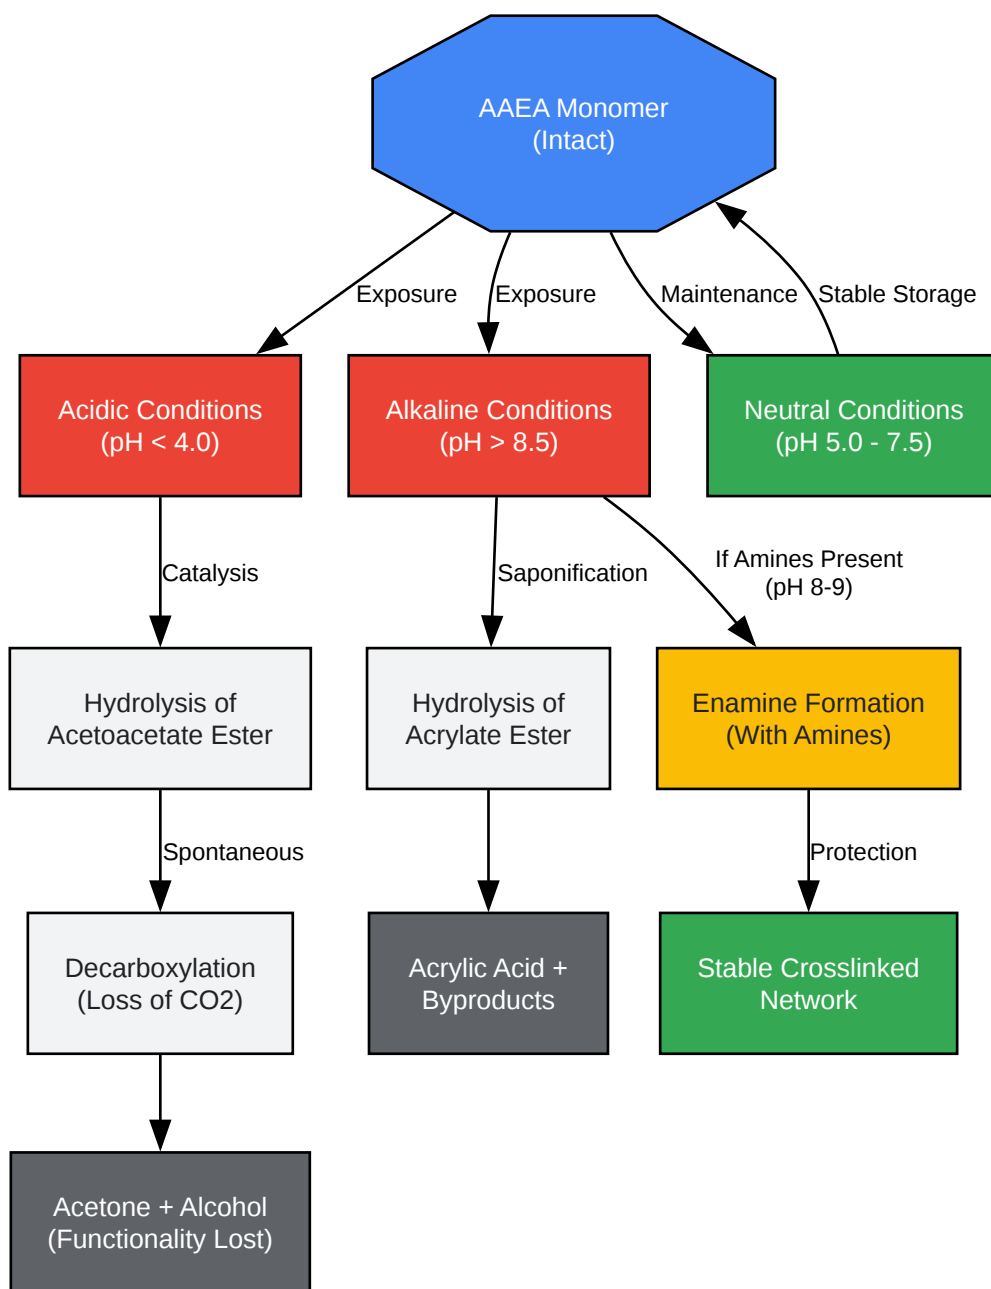 AAEA Monomer
(Intact)
Exposure
Exposure
Maintenance
Stable Storage
Acidic Conditions
(pH < 4.0)
Alkaline Conditions
(pH > 8.5)
Neutral Conditions
(pH 5.0 - 7.5)
Catalysis
Saponification
If Amines Present
(pH 8-9)
Hydrolysis of
Acetoacetate Ester
Hydrolysis of
Acrylate Ester
Enamine Formation
(With Amines)
Spontaneous
Protection
Decarboxylation
(Loss of CO2)
Acrylic Acid +
Byproducts
Stable Crosslinked
Network
Acetone + Alcohol
(Functionality Lost)